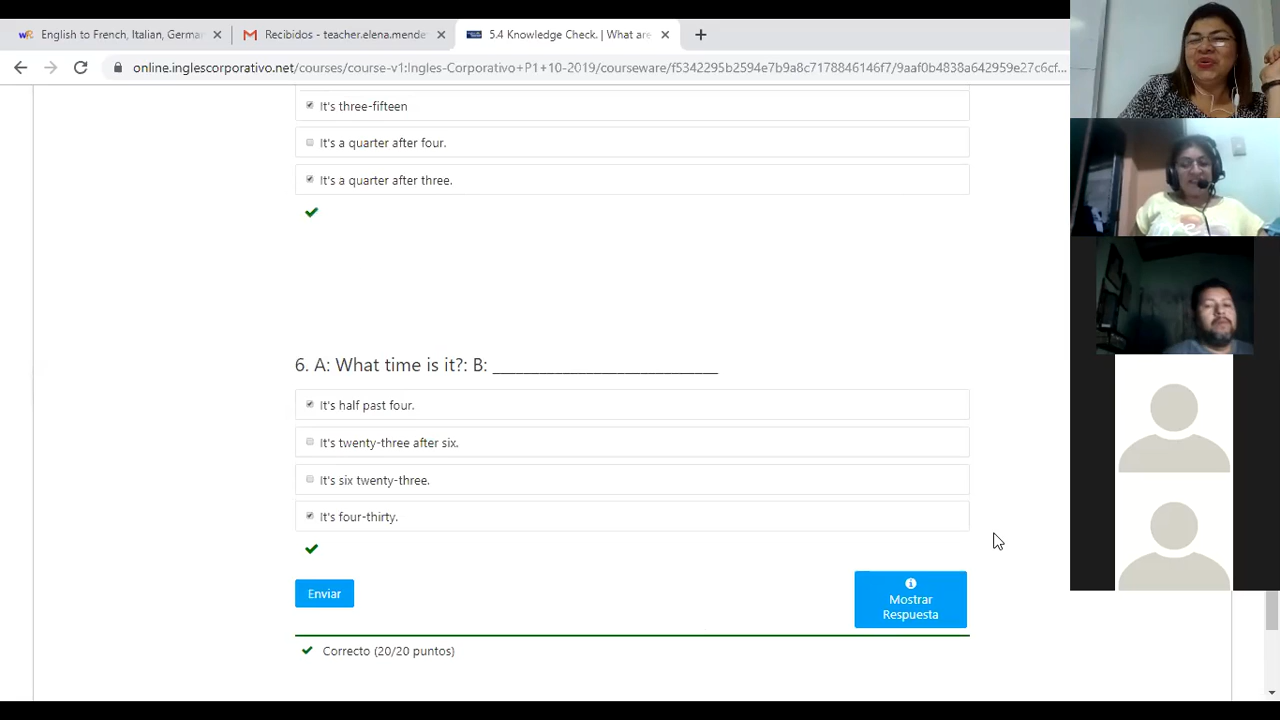 English to French, Italian, Germa
Recibidos - teacher.elena.mende
5.4 Knowledge Check. | What are
online.inglescorporativo.net/courses/course-v1:Ingles-Corporativo+P1+10-2019/courseware/f5342295b2594e7b9a8c7178846146f7/9aaf0b4838a642959e27c6cf...
It's three-fifteen
It's a quarter after four.
It's a quarter after three.
6. A: What time is it?: B: ____________________________
It's half past four.
It's twenty-three after six.
It's six twenty-three.
It's four-thirty.
Enviar
Mostrar
Respuesta
Correcto (20/20 puntos)